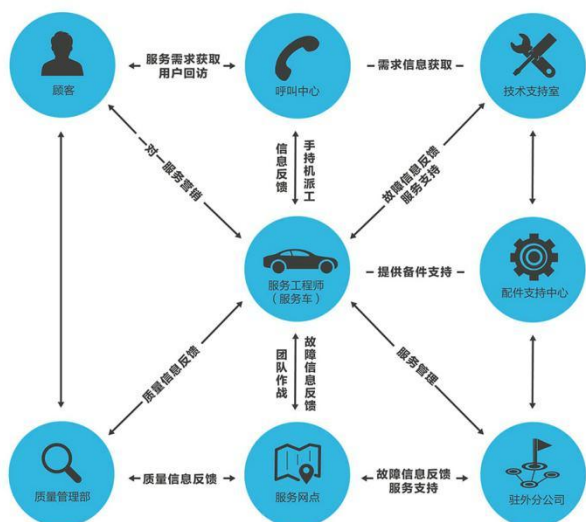 服务需求获取
用户回访
需求信息获取
顾客
呼叫中心
技术支持室
一对一服务营销
信息反馈
手持机派工
故障信息反馈
服务支持
服务工程师
（服务车）
提供备件支持
配件支持中心
质量信息反馈
团队作战
故障信息反馈
服务管理
质量管理部
质量信息反馈
服务网点
故障信息反馈
服务支持
驻外分公司